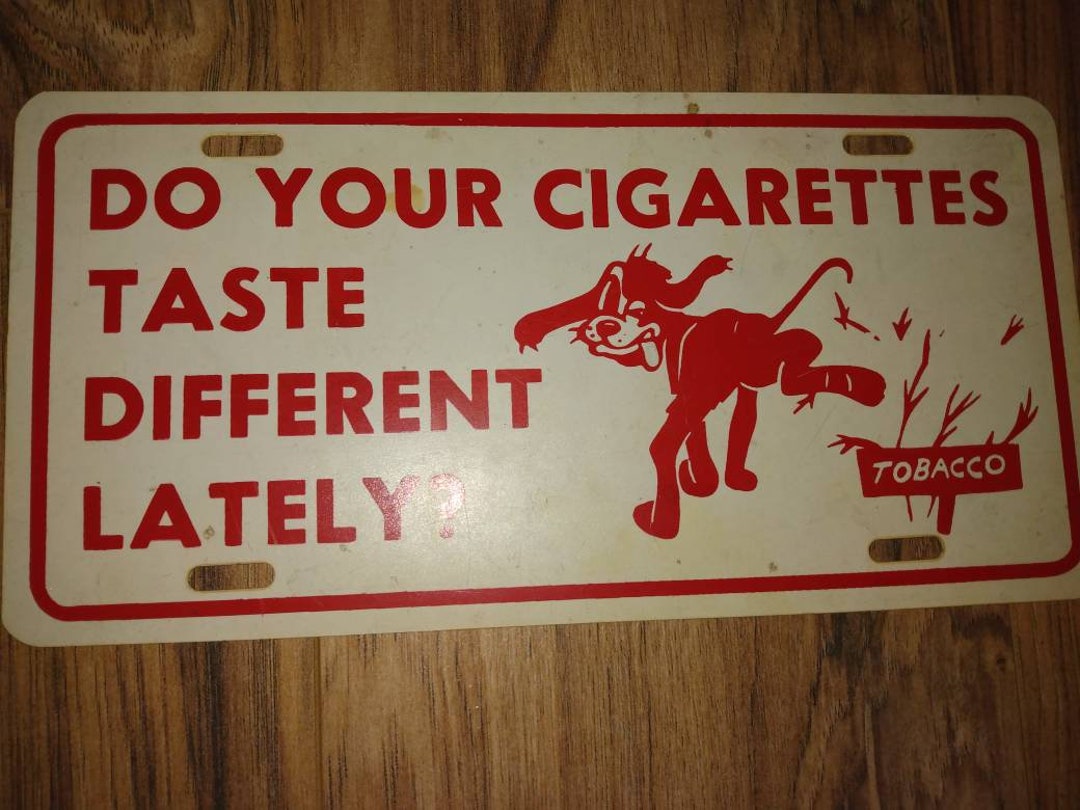 DO YOUR CIGARETTES
TASTE
DIFFERENT
LATELY?
TOBACCO